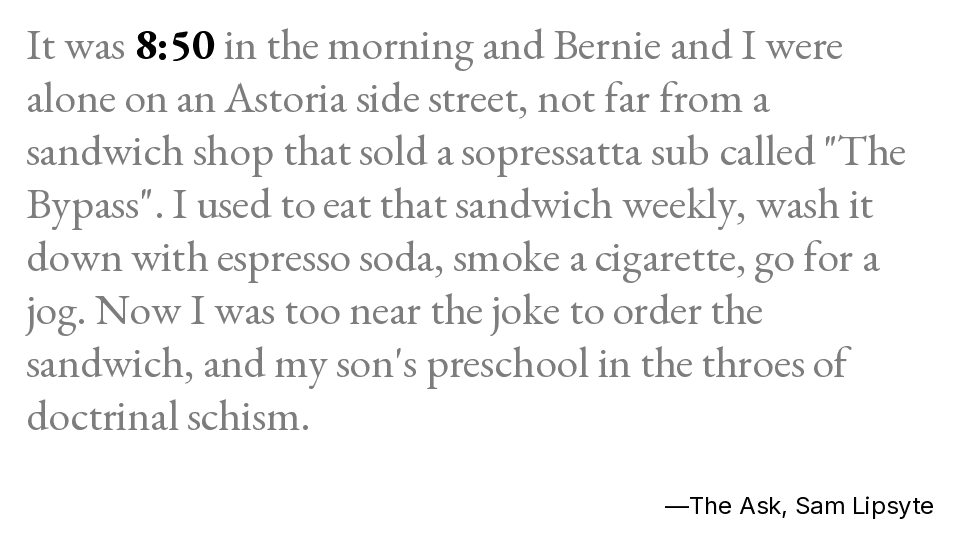 It was 8:50 in the morning and Bernie and I were
alone on an Astoria side street, not far from a
sandwich shop that sold a sopressatta sub called "The
Bypass". I used to eat that sandwich weekly, wash it
down with espresso soda, smoke a cigarette, go for a
jog. Now I was too near the joke to order the
sandwich, and my son's preschool in the throes of
doctrinal schism.
—The Ask, Sam Lipsyte